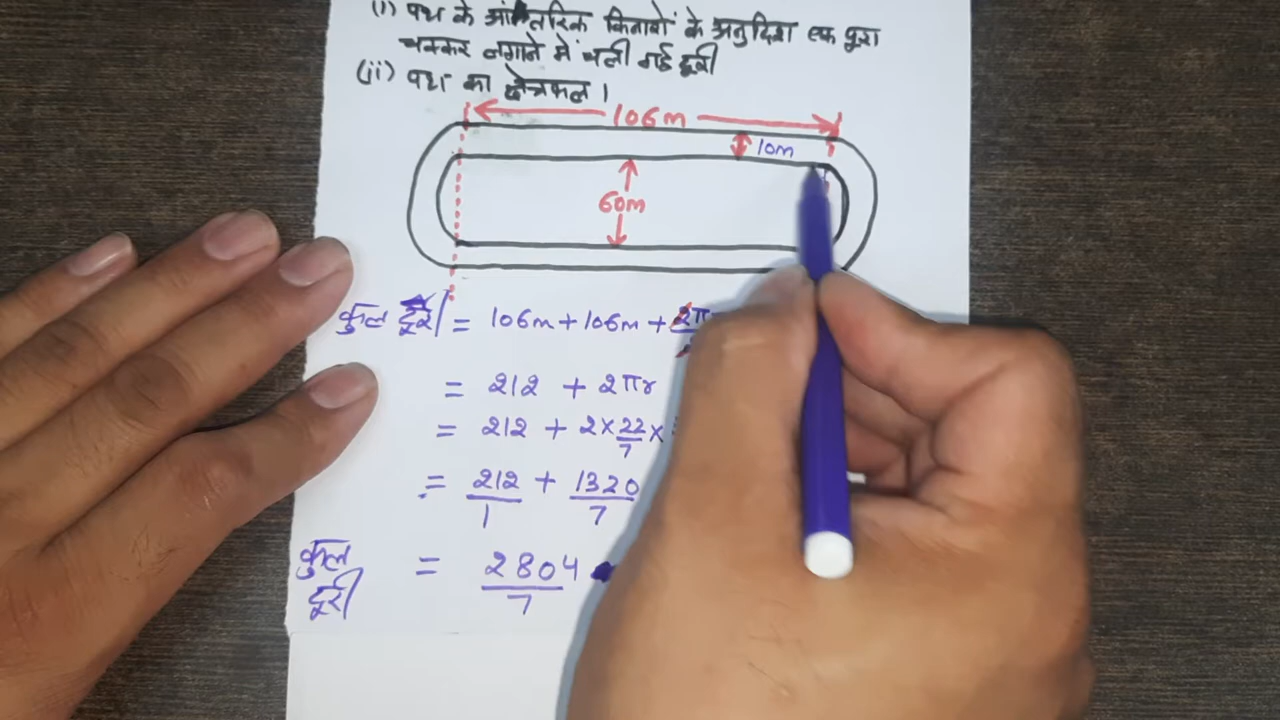 (i) पथ के आंतरिक किनारों के अनुदिश एक पूरा
चक्कर लगाने में चली गई दूरी
(ii) पथ का क्षेत्रफल।
106m
10m
60m
कुल दूरी = 106m + 106m + 2π
= 212 + 2πr
= 212 + 2 × 22/7 ×
= 212/1 + 1320/7
कुल दूरी = 2804/7